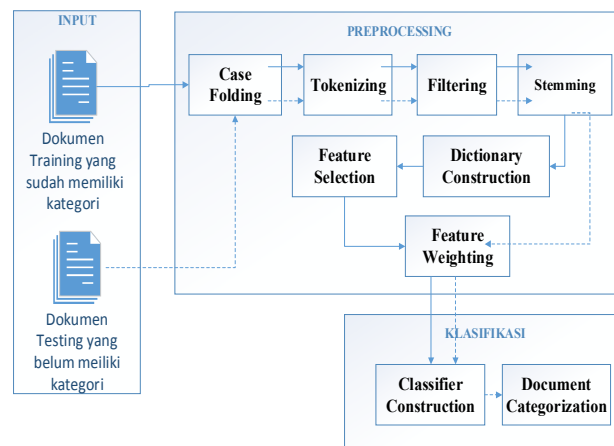 INPUT
Dokumen
Training yang
sudah memiliki
kategori
Dokumen
Testing yang
belum meiliki
kategori
PREPROCESSING
Case
Folding
Tokenizing
Filtering
Stemming
Feature
Selection
Dictionary
Construction
Feature
Weighting
KLASIFIKASI
Classifier
Construction
Document
Categorization